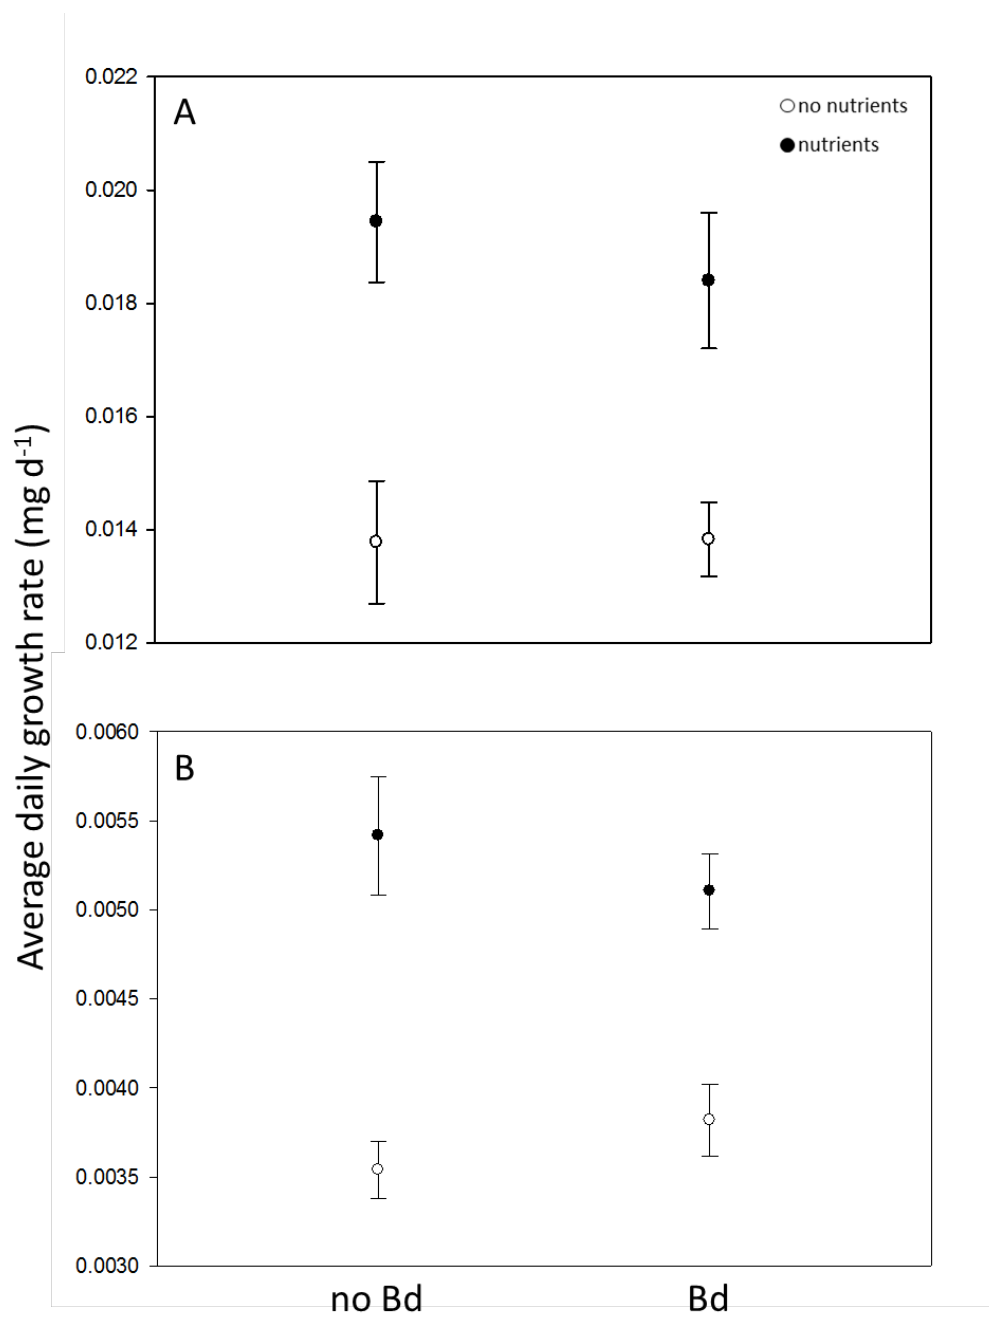 0.022
A
no nutrients
nutrients
0.020
0.018
0.016
0.014
0.012
Average daily growth rate (mg d⁻¹)
0.0060
B
0.0055
0.0050
0.0045
0.0040
0.0035
0.0030
no Bd
Bd